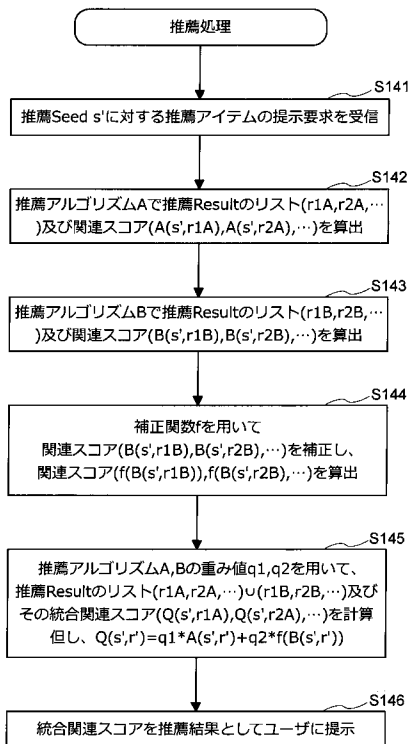 推薦処理
S141
推薦Seed s'に対する推薦アイテムの提示要求を受信
S142
推薦アルゴリズムAで推薦Resultのリスト(r1A,r2A,…
)及び関連スコア(A(s',r1A),A(s',r2A),…)を算出
S143
推薦アルゴリズムBで推薦Resultのリスト(r1B,r2B,…
)及び関連スコア(B(s',r1B),B(s',r2B),…)を算出
S144
補正関数fを用いて
関連スコア(B(s',r1B),B(s',r2B),…)を補正し、
関連スコア(f(B(s',r1B)),f(B(s',r2B),…)を算出
S145
推薦アルゴリズムA,Bの重み値q1,q2を用いて、
推薦Resultのリスト(r1A,r2A,…)∪(r1B,r2B,…)及び
その統合関連スコア(Q(s',r1A),Q(s',r2A),…)を計算
但し、Q(s',r')=q1*A(s',r')+q2*f(B(s',r'))
S146
統合関連スコアを推薦結果としてユーザに提示